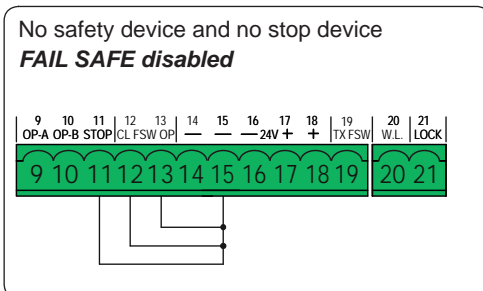 No safety device and no stop device
FAIL SAFE disabled
9 10 11 12 13 14 15 16 17 18 19 20 21
OP-A OP-B STOP CL FSW OP — — — 24V + + TX FSW W.L. LOCK
9 10 11 12 13 14 15 16 17 18 19 20 21